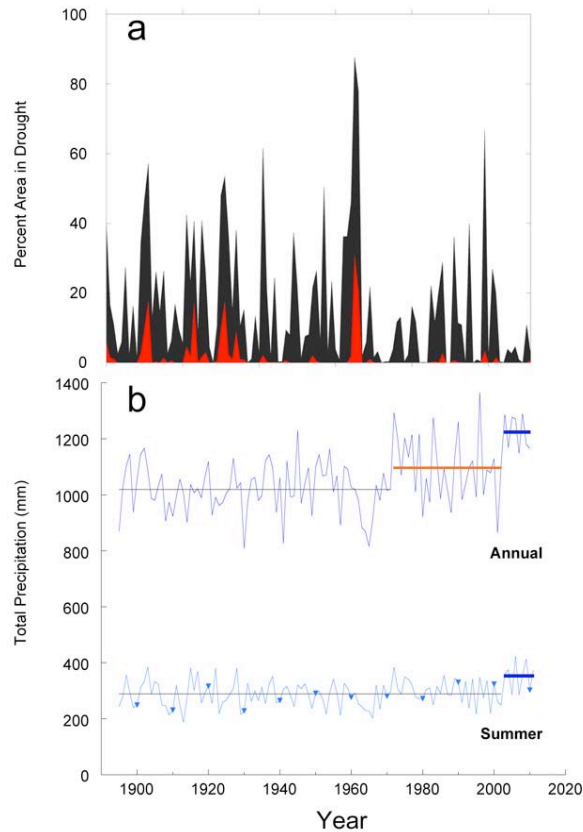 a
100
80
60
40
20
0
Percent Area in Drought
b
1400
1200
1000
800
600
400
200
0
Total Precipitation (mm)
Annual
Summer
1900 1920 1940 1960 1980 2000 2020
Year